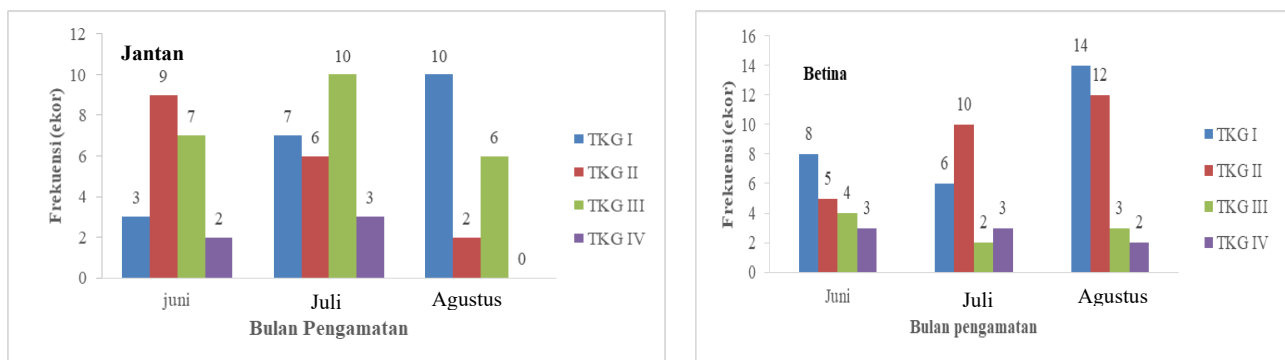 Jantan
Frekuensi (ekor)
12
10
8
6
4
2
0
3
9
7
2
7
6
10
3
10
2
6
0
juni
Juli
Agustus
Bulan Pengamatan
TKG I
TKG II
TKG III
TKG IV
Betina
Frekuensi (ekor)
16
14
12
10
8
6
4
2
0
8
5
4
3
6
10
2
3
14
12
3
2
Juni
Juli
Agustus
Bulan pengamatan
TKG I
TKG II
TKG III
TKG IV